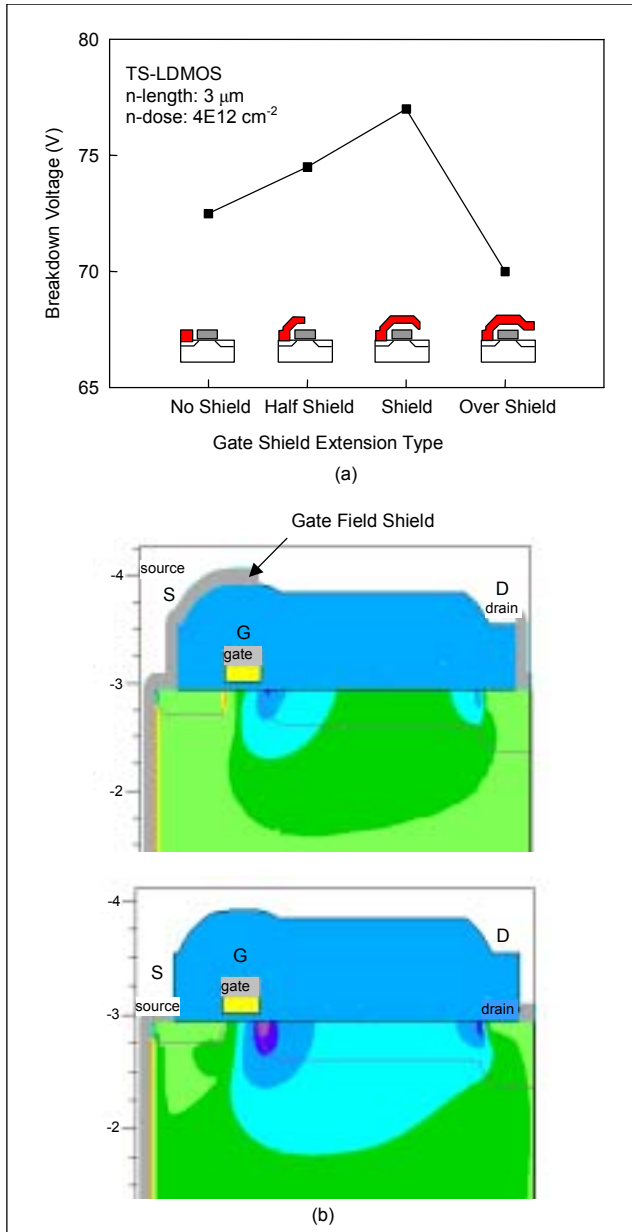 80
75
70
65
Breakdown Voltage (V)
TS-LDMOS
n-length: 3 μm
n-dose: 4E12 cm⁻²
No Shield
Half Shield
Shield
Over Shield
Gate Shield Extension Type
(a)
Gate Field Shield
-4
-3
-2
source
S
G
gate
D
drain
-4
-3
-2
S
source
G
gate
D
drain
(b)